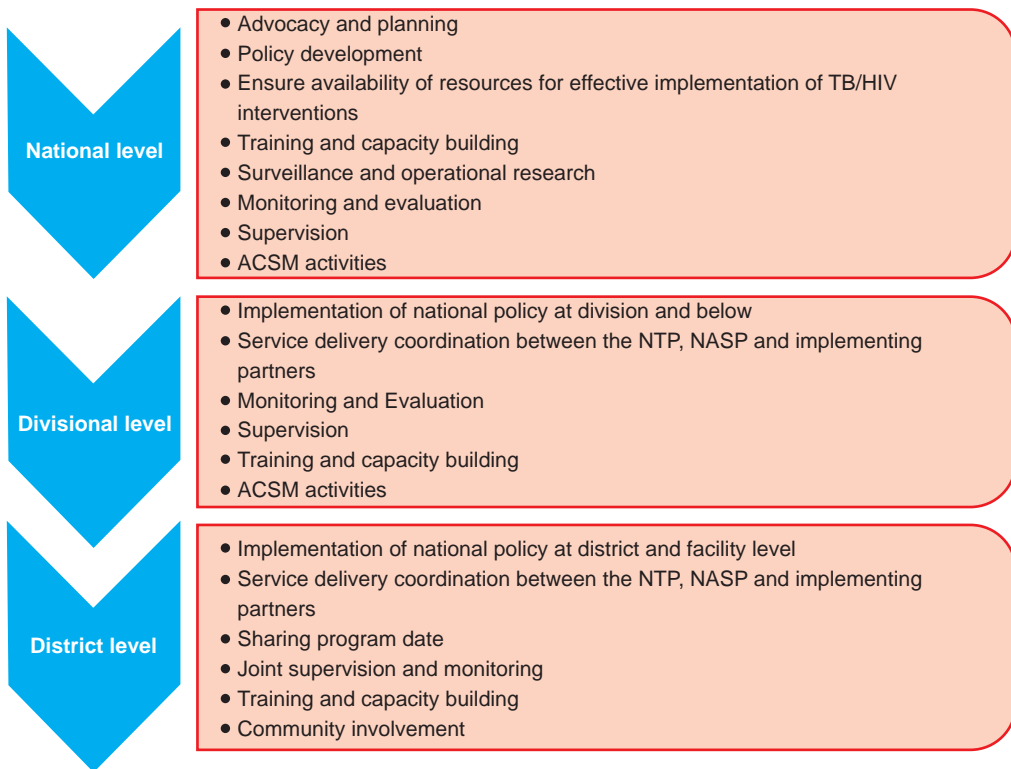 National level
• Advocacy and planning
• Policy development
• Ensure availability of resources for effective implementation of TB/HIV
interventions
• Training and capacity building
• Surveillance and operational research
• Monitoring and evaluation
• Supervision
• ACSM activities
Divisional level
• Implementation of national policy at division and below
• Service delivery coordination between the NTP, NASP and implementing
partners
• Monitoring and Evaluation
• Supervision
• Training and capacity building
• ACSM activities
District level
• Implementation of national policy at district and facility level
• Service delivery coordination between the NTP, NASP and implementing
partners
• Sharing program date
• Joint supervision and monitoring
• Training and capacity building
• Community involvement